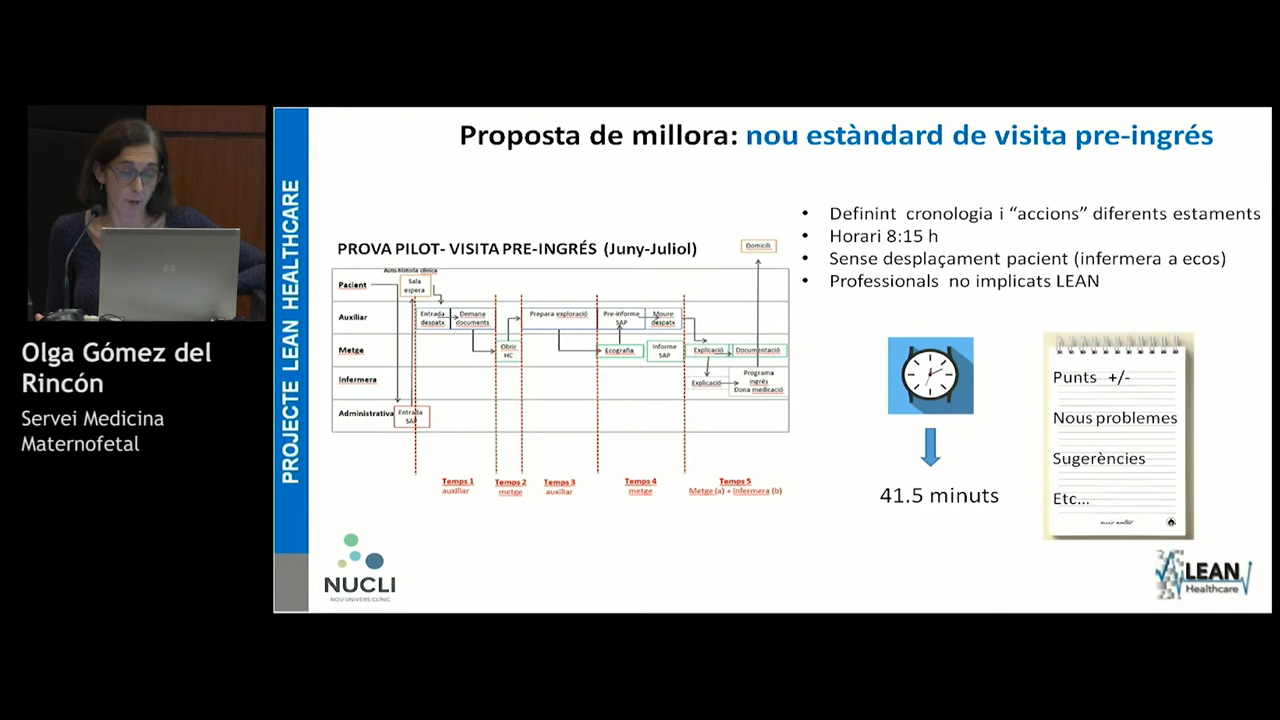 Proposta de millora: nou estàndard de visita pre-ingrés
PROJECTE LEAN HEALTHCARE
Olga Gómez del
Rincón
Servei Medicina
Maternofetal
PROVA PILOT- VISITA PRE-INGRÉS (Juny-Juliol)
Domicili
Auto-historia clínica
Pacient
Sala
espera
Auxiliar
Entrada
despatx
Demana
documents
Prepara exploració
Pre-informe
SAP
Moure
despatx
Metge
Obrir
HC
Ecografia
Informe
SAP
Explicació
Documentació
Infermera
Explicació
Programa
ingrés
Dona medicació
Administrativa
Entrada
SAP
Temps 1
auxiliar
Temps 2
metge
Temps 3
auxiliar
Temps 4
metge
Temps 5
Metge (a) + Infermera (b)
• Definint cronologia i “accions” diferents estaments
• Horari 8:15 h
• Sense desplaçament pacient (infermera a ecos)
• Professionals no implicats LEAN
41.5 minuts
Punts +/-
Nous problemes
Sugerències
Etc...
NUCLI
NOU UNIVERS CLÍNIC
LEAN
Healthcare